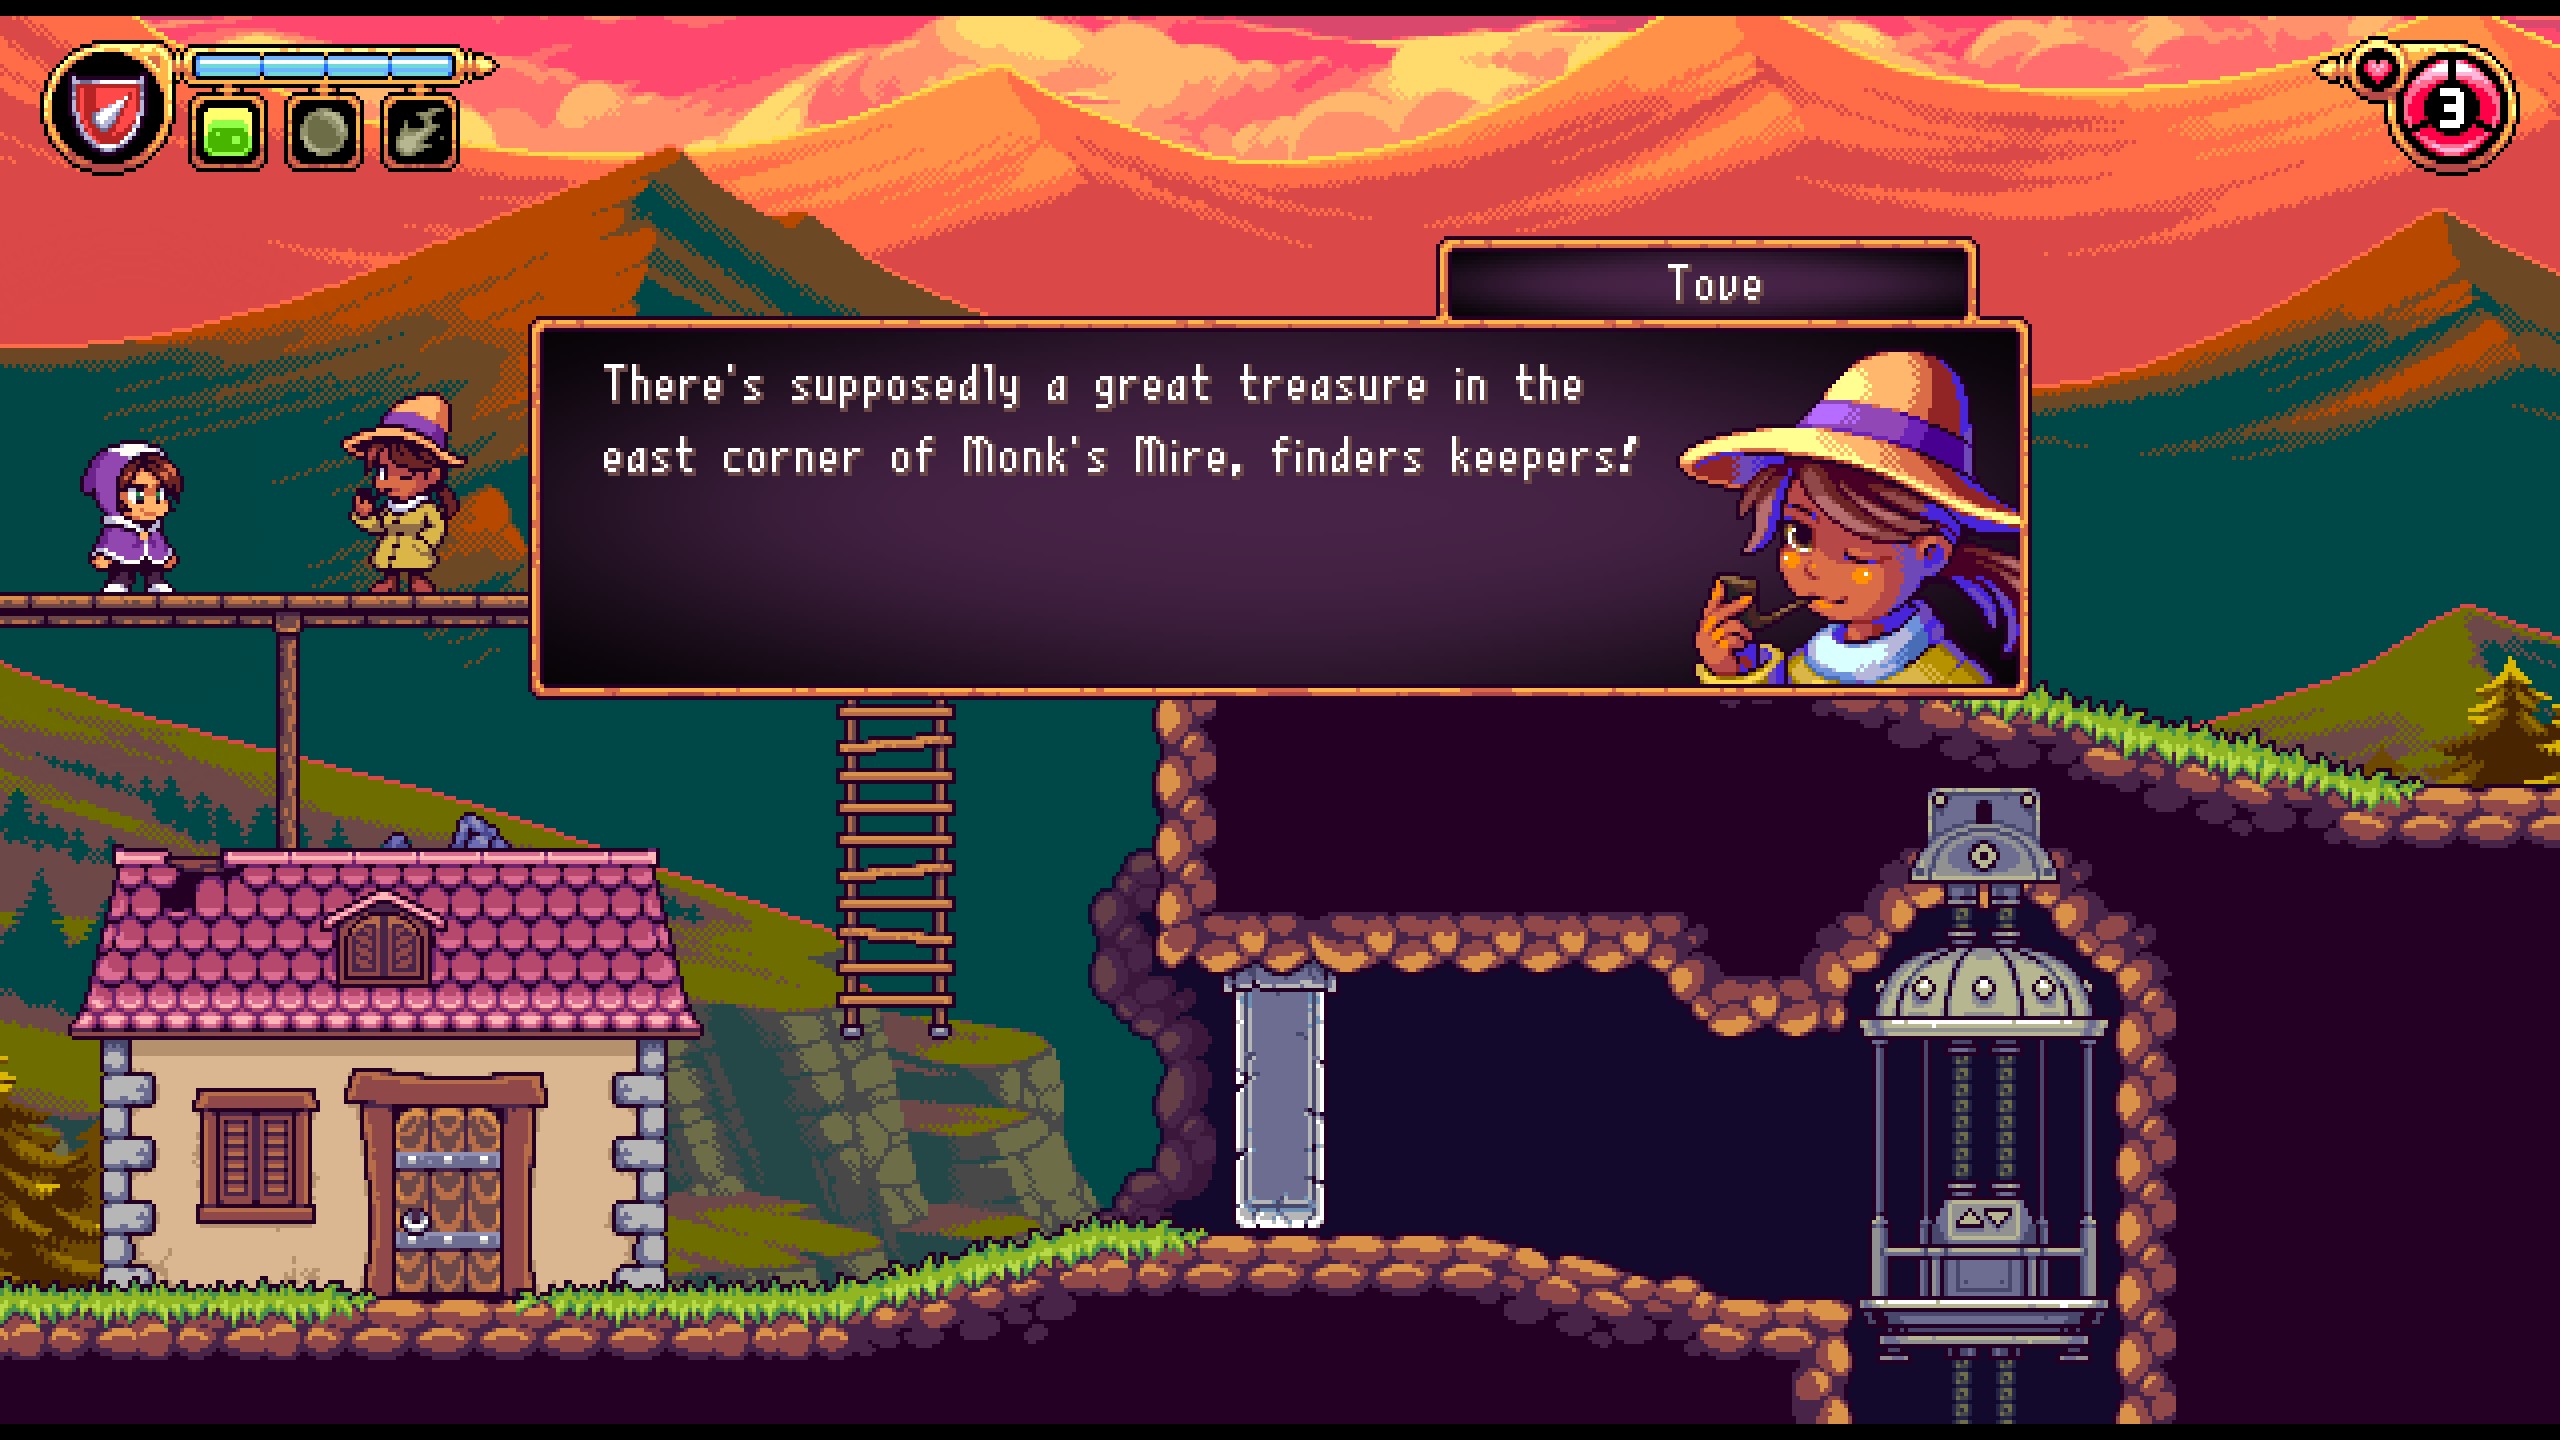 3
Tove
There's supposedly a great treasure in the
east corner of Monk's Mire, finders keepers!